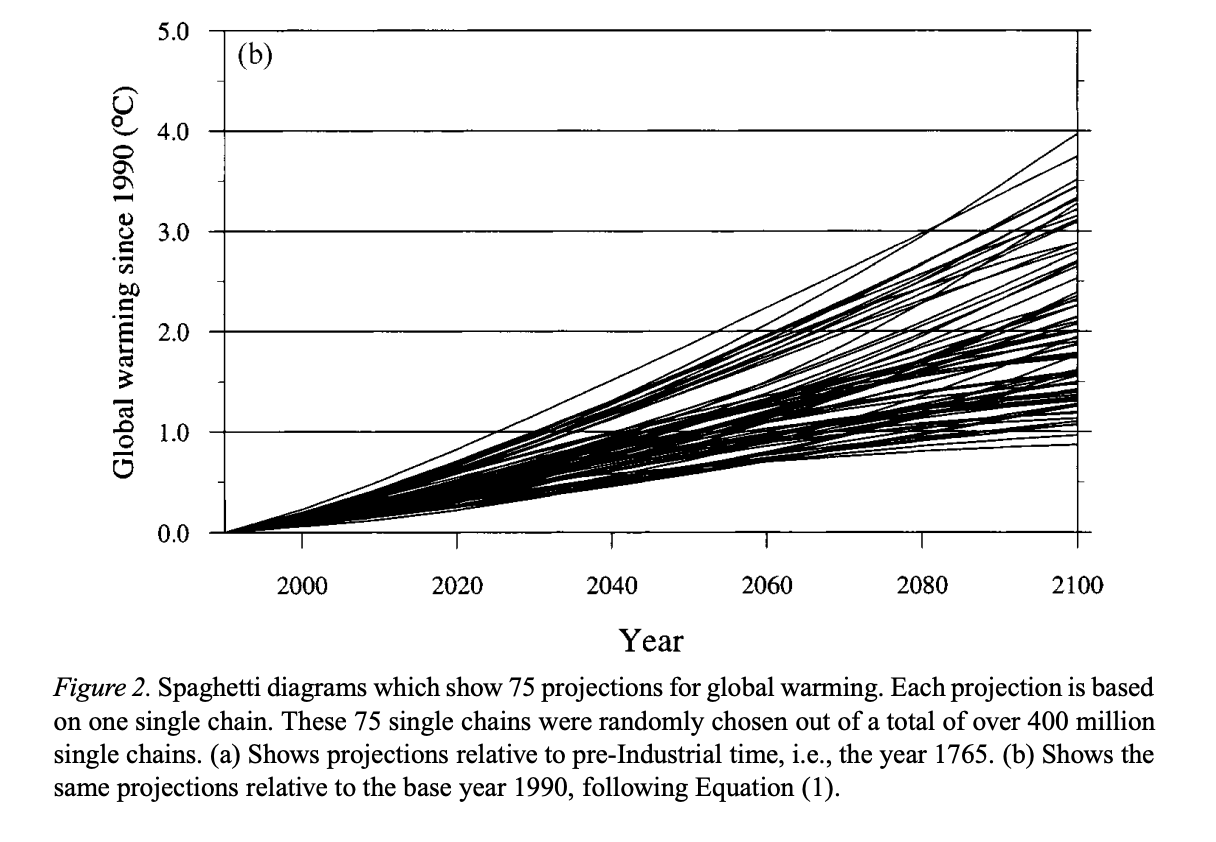 (b)
Global warming since 1990 (°C)
5.0
4.0
3.0
2.0
1.0
0.0
2000 2020 2040 2060 2080 2100
Year
Figure 2. Spaghetti diagrams which show 75 projections for global warming. Each projection is based
on one single chain. These 75 single chains were randomly chosen out of a total of over 400 million
single chains. (a) Shows projections relative to pre-Industrial time, i.e., the year 1765. (b) Shows the
same projections relative to the base year 1990, following Equation (1).